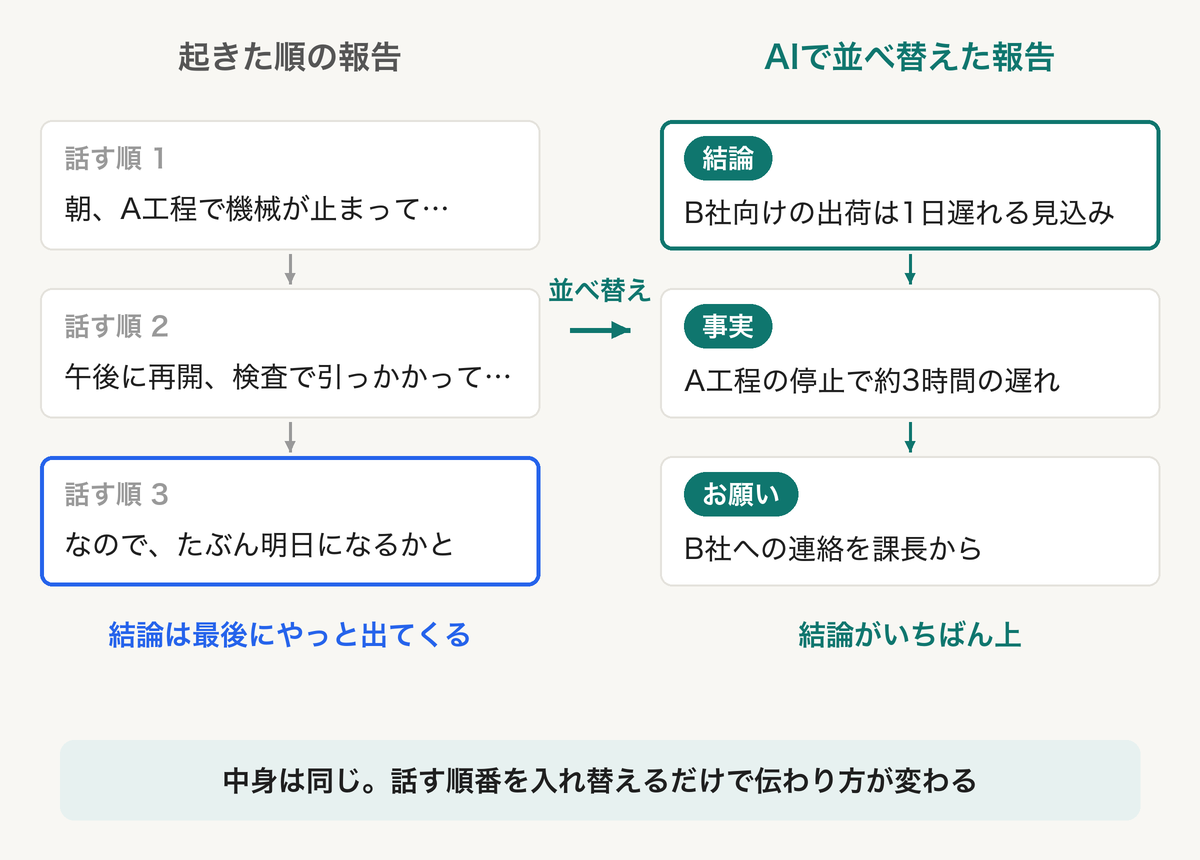 起きた順の報告
話す順 1
朝、A工程で機械が止まって…
話す順 2
午後に再開、検査で引っかかって…
話す順 3
なので、たぶん明日になるかと
結論は最後にやっと出てくる
並べ替え
AIで並べ替えた報告
結論
B社向けの出荷は1日遅れる見込み
事実
A工程の停止で約3時間の遅れ
お願い
B社への連絡を課長から
結論がいちばん上
中身は同じ。話す順番を入れ替えるだけで伝わり方が変わる